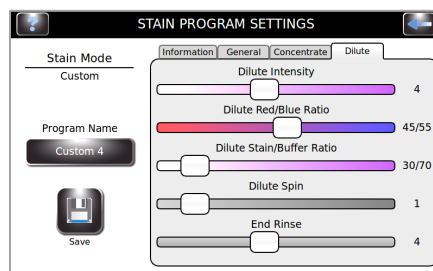 STAIN PROGRAM SETTINGS
Stain Mode
Custom
Program Name
Custom 4
Save
Information General Concentrate Dilute
Dilute Intensity
4
Dilute Red/Blue Ratio
45/55
Dilute Stain/Buffer Ratio
30/70
Dilute Spin
1
End Rinse
4